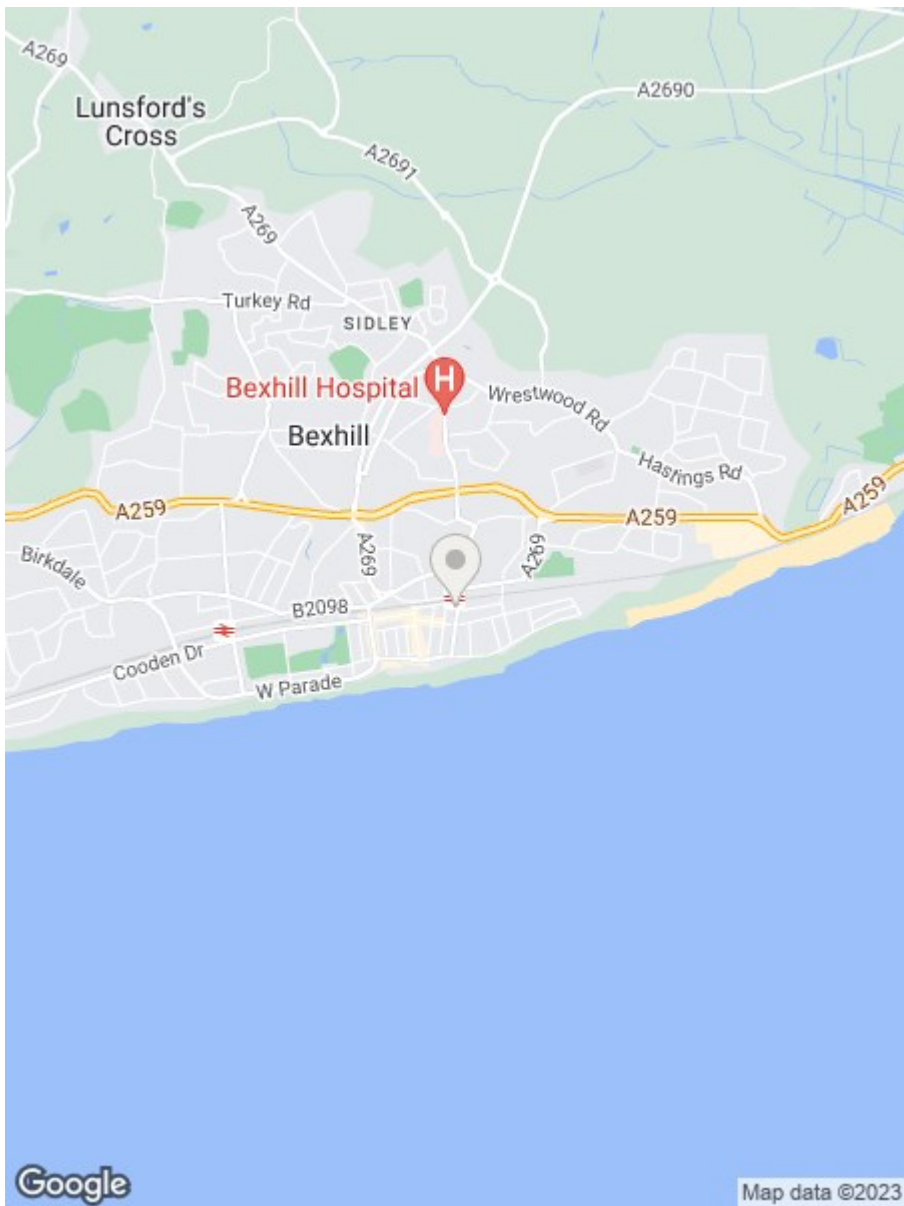 A269
A2690
Lunsford's
Cross
A2691
A269
Turkey Rd
SIDLEY
Bexhill Hospital
H
Wrestwood Rd
Bexhill
Hastings Rd
A259
A259
A259
Birkdale
A269
A269
B2098
Cooden Dr
W Parade
Google
Map data ©2023